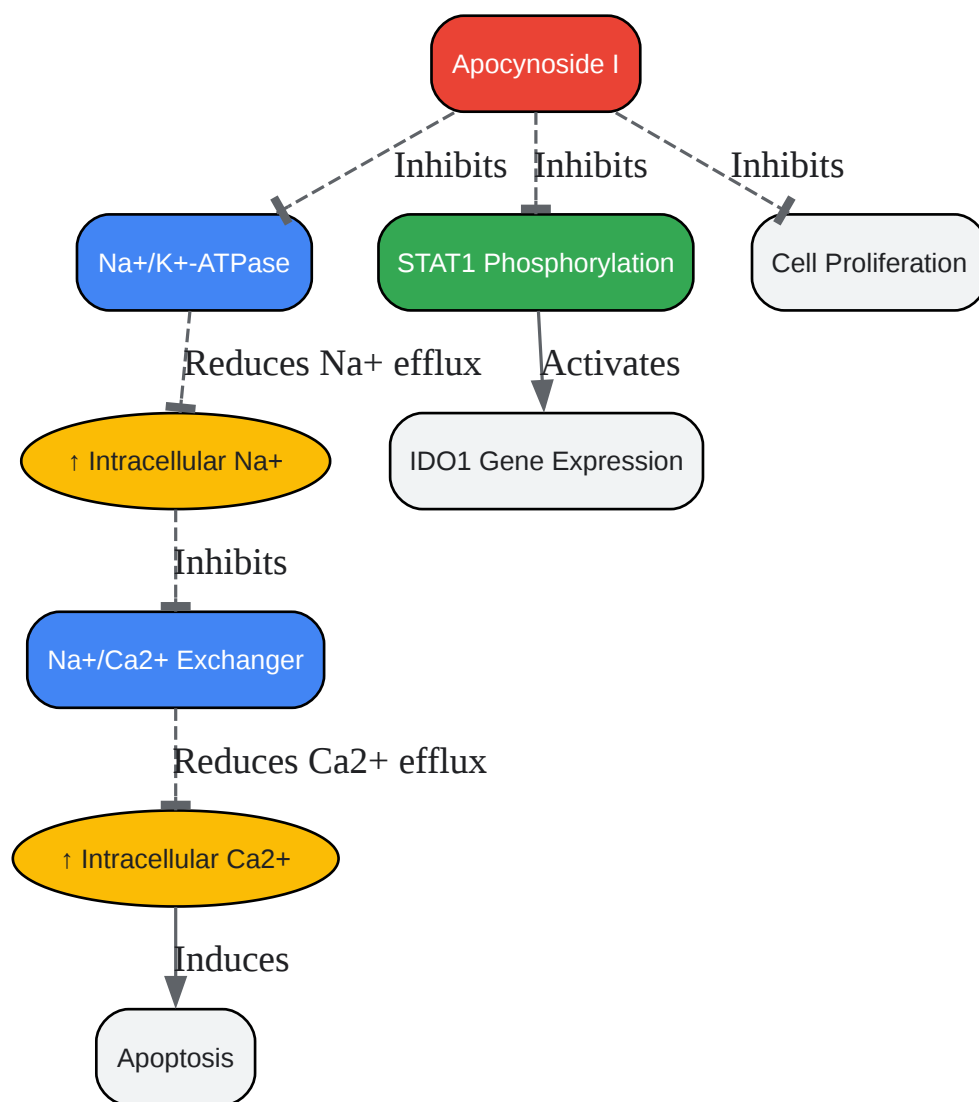 Apocynoside I
Inhibits
Inhibits
Inhibits
Na+/K+-ATPase
STAT1 Phosphorylation
Cell Proliferation
Reduces Na+ efflux
Activates
↑ Intracellular Na+
IDO1 Gene Expression
Inhibits
Na+/Ca2+ Exchanger
Reduces Ca2+ efflux
↑ Intracellular Ca2+
Induces
Apoptosis